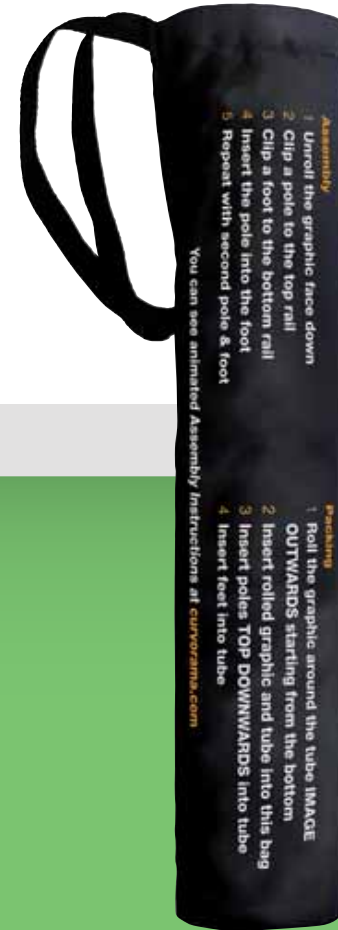 Assembly
1 Unroll the graphic face down
2 Clip a pole to the top rail
3 Clip a foot to the bottom rail
4 Insert the pole into the foot
5 Repeat with second pole & foot
Packing
1 Roll the graphic around the tube IMAGE
OUTWARDS starting from the bottom
2 Insert rolled graphic and tube into this bag
3 Insert poles TOP DOWNWARDS into tube
4 Insert feet into tube
You can see animated Assembly Instructions at curvorama.com